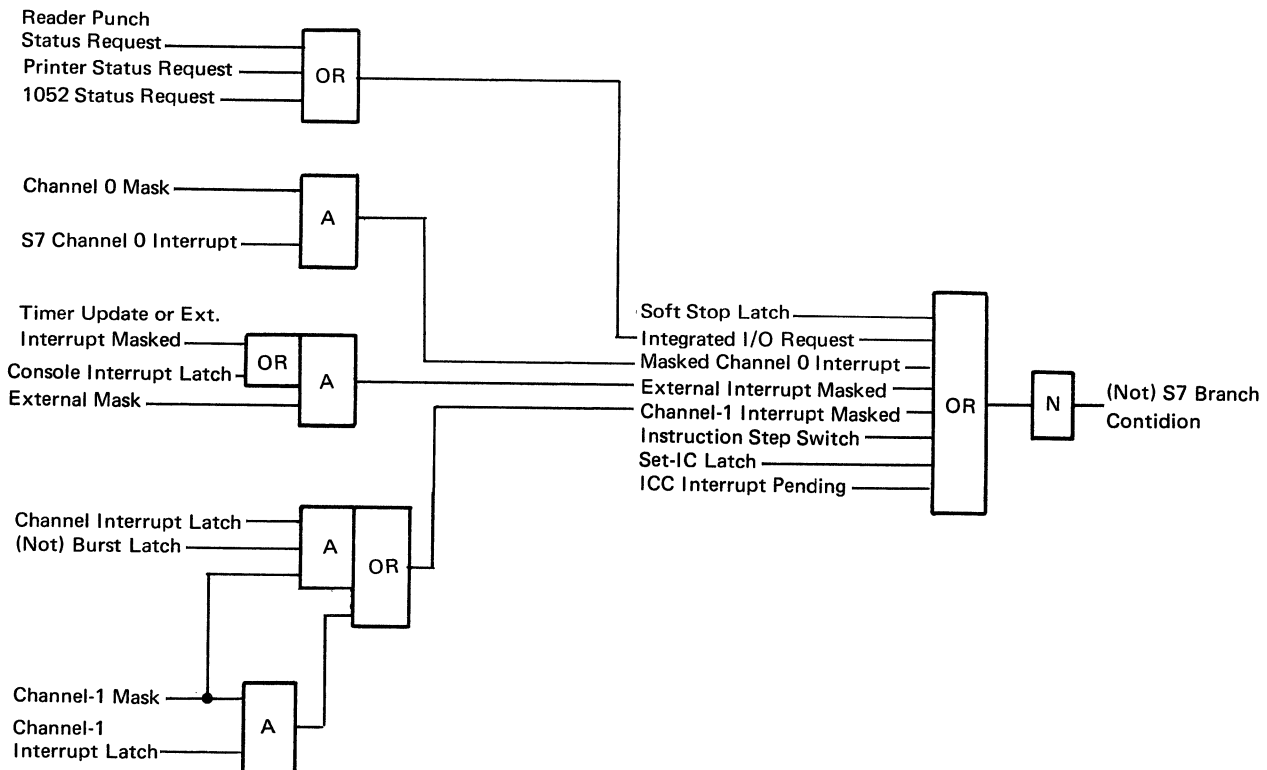 Reader Punch
Status Request
Printer Status Request
1052 Status Request
OR
Channel 0 Mask
S7 Channel 0 Interrupt
A
Timer Update or Ext.
Interrupt Masked
Console Interrupt Latch
External Mask
OR
A
Channel Interrupt Latch
(Not) Burst Latch
A
OR
Channel-1 Mask
Channel-1
Interrupt Latch
A
Soft Stop Latch
Integrated I/O Request
Masked Channel 0 Interrupt
External Interrupt Masked
Channel-1 Interrupt Masked
Instruction Step Switch
Set-IC Latch
ICC Interrupt Pending
OR
N
(Not) S7 Branch
Contidion